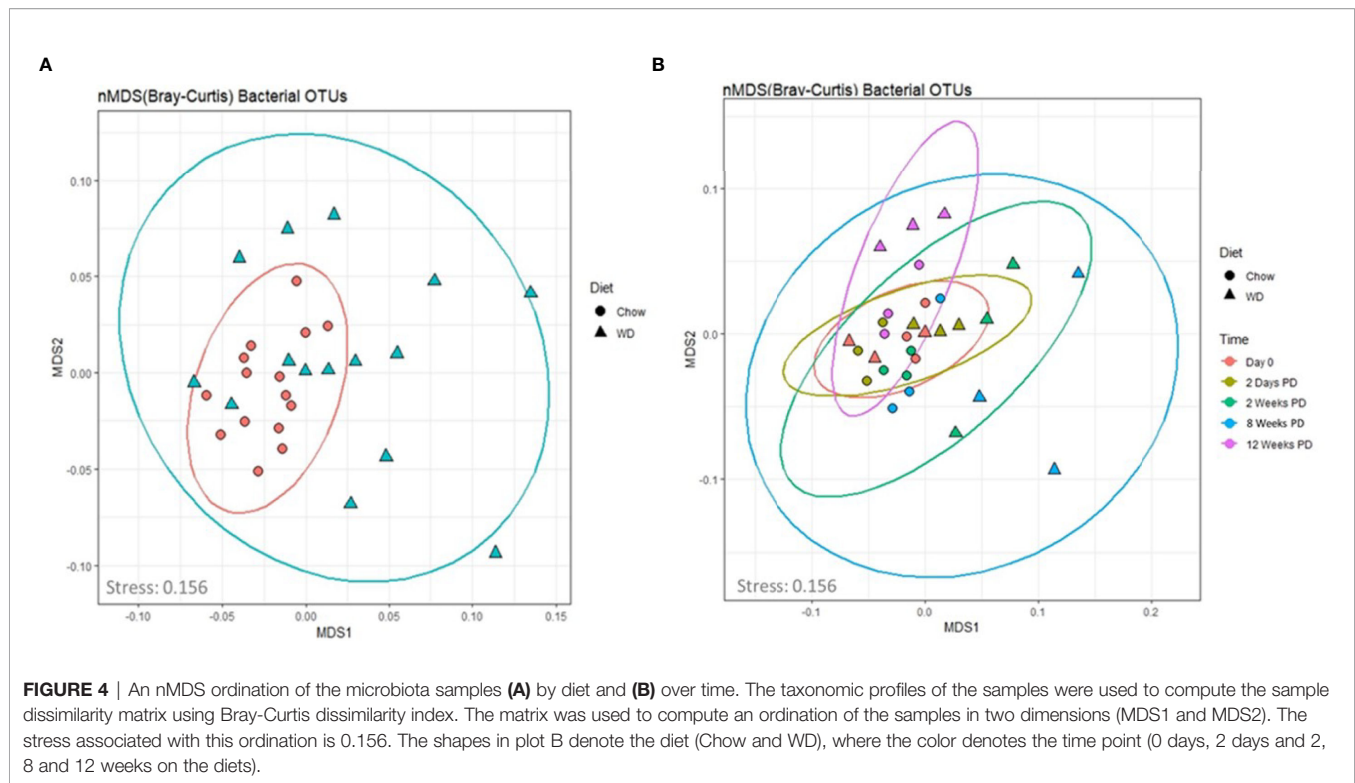 A
nMDS(Bray-Curtis) Bacterial OTUs
0.10
0.05
0.00
-0.05
-0.10
MDS2
Stress: 0.156
-0.10
-0.05
0.00
0.05
0.10
0.15
MDS1
Diet
Chow
WD
B
nMDS(Bray-Curtis) Bacterial OTUs
0.1
0.0
-0.1
MDS2
Stress: 0.156
-0.1
0.0
0.1
0.2
MDS1
Diet
Chow
WD
Time
Day 0
2 Days PD
2 Weeks PD
8 Weeks PD
12 Weeks PD
FIGURE 4 | An nMDS ordination of the microbiota samples (A) by diet and (B) over time. The taxonomic profiles of the samples were used to compute the sample
dissimilarity matrix using Bray-Curtis dissimilarity index. The matrix was used to compute an ordination of the samples in two dimensions (MDS1 and MDS2). The
stress associated with this ordination is 0.156. The shapes in plot B denote the diet (Chow and WD), where the color denotes the time point (0 days, 2 days and 2,
8 and 12 weeks on the diets).